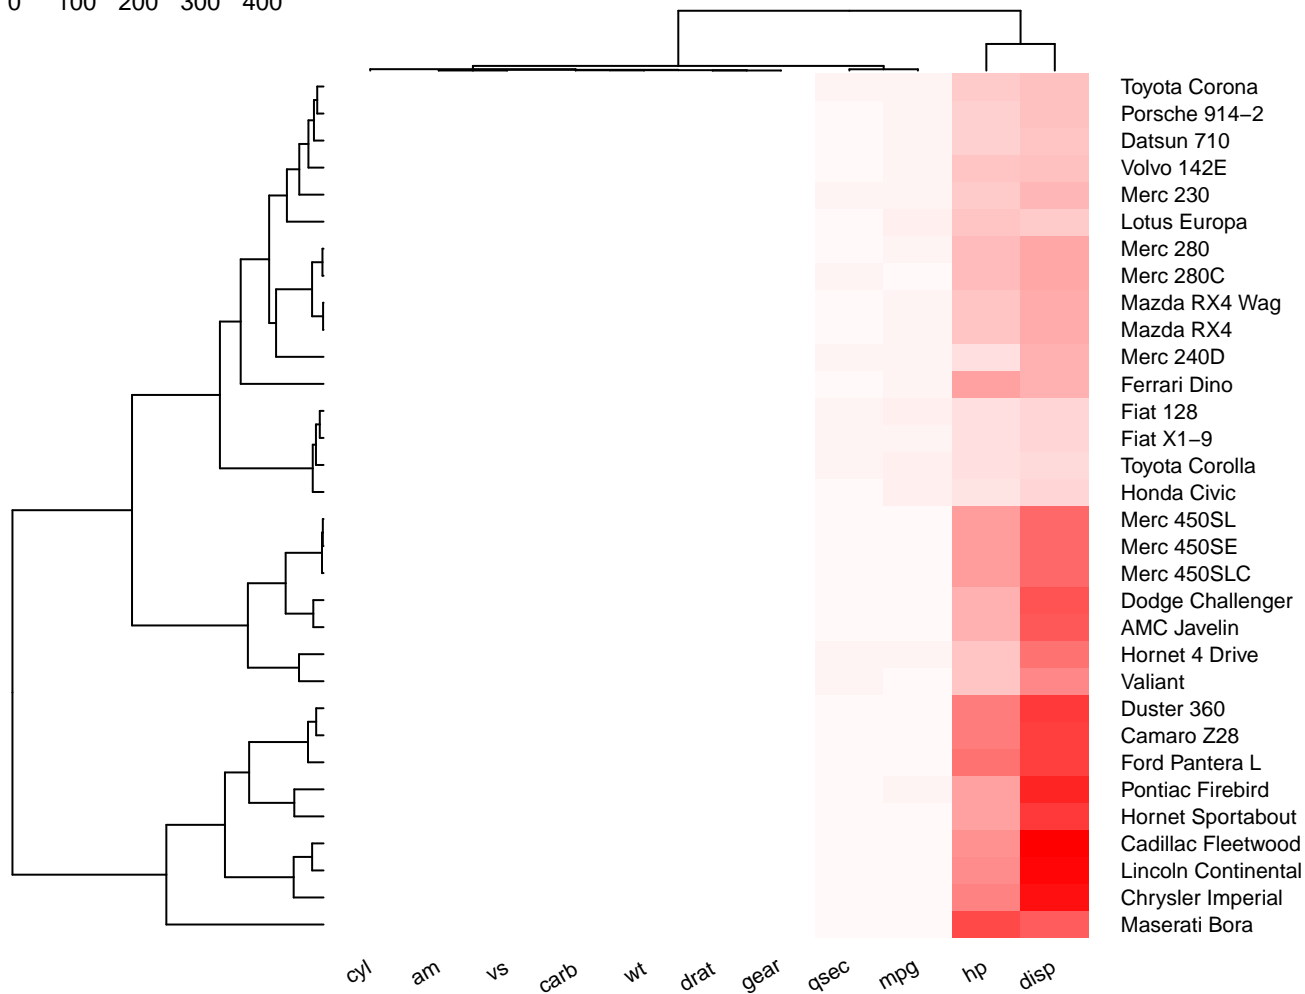 0 100 200 300 400
Toyota Corona
Porsche 914−2
Datsun 710
Volvo 142E
Merc 230
Lotus Europa
Merc 280
Merc 280C
Mazda RX4 Wag
Mazda RX4
Merc 240D
Ferrari Dino
Fiat 128
Fiat X1−9
Toyota Corolla
Honda Civic
Merc 450SL
Merc 450SE
Merc 450SLC
Dodge Challenger
AMC Javelin
Hornet 4 Drive
Valiant
Duster 360
Camaro Z28
Ford Pantera L
Pontiac Firebird
Hornet Sportabout
Cadillac Fleetwood
Lincoln Continental
Chrysler Imperial
Maserati Bora
cyl am vs carb wt drat gear qsec mpg hp disp